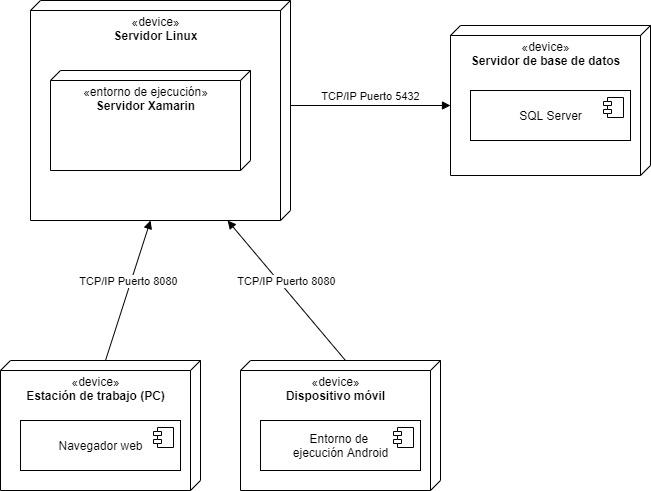 «device»
Servidor Linux
«entorno de ejecución»
Servidor Xamarin
TCP/IP Puerto 5432
«device»
Servidor de base de datos
SQL Server
TCP/IP Puerto 8080
TCP/IP Puerto 8080
«device»
Estación de trabajo (PC)
Navegador web
«device»
Dispositivo móvil
Entorno de
ejecución Android